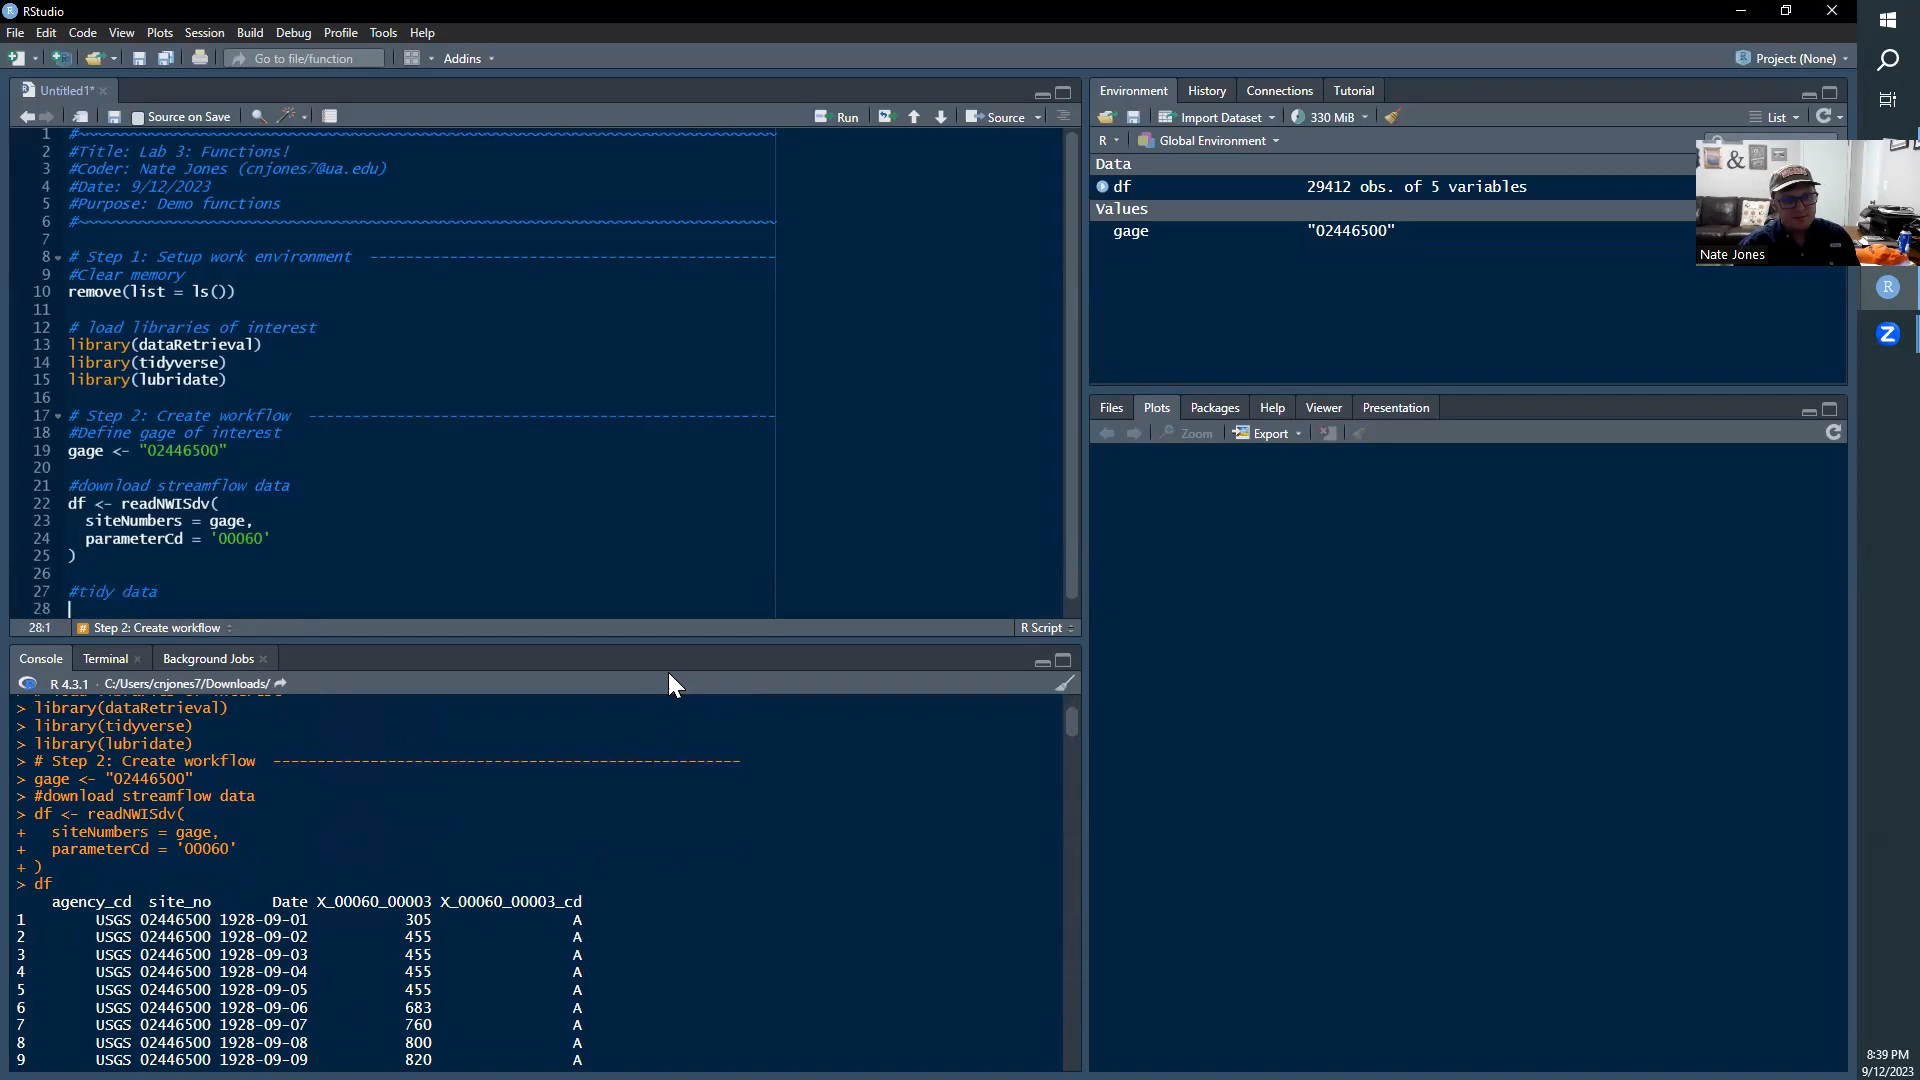 RStudio
File Edit Code View Plots Session Build Debug Profile Tools Help
Go to file/function Addins Project: (None)
Untitled1*
Source on Save Run Source
1 #~~~~~~~~~~~~~~~~~~~~~~~~~~~~~~~~~~~~~~~~~~~~~~~~~~~~~~~~~~~~~~~~~~~~~~~~~~~~~~~
2 #Title: Lab 3: Functions!
3 #Coder: Nate Jones (cnjones7@ua.edu)
4 #Date: 9/12/2023
5 #Purpose: Demo functions
6 #~~~~~~~~~~~~~~~~~~~~~~~~~~~~~~~~~~~~~~~~~~~~~~~~~~~~~~~~~~~~~~~~~~~~~~~~~~~~~~~
7
8 # Step 1: Setup work environment ----------------------------------------------
9 #Clear memory
10 remove(list = ls())
11
12 # load libraries of interest
13 library(dataRetrieval)
14 library(tidyverse)
15 library(lubridate)
16
17 # Step 2: Create workflow -----------------------------------------------------
18 #Define gage of interest
19 gage <- "02446500"
20
21 #download streamflow data
22 df <- readNWISdv(
23 siteNumbers = gage,
24 parameterCd = '00060'
25 )
26
27 #tidy data
28
28:1 # Step 2: Create workflow R Script
Console Terminal Background Jobs
R 4.3.1 · C:/Users/cnjones7/Downloads/
> library(dataRetrieval)
> library(tidyverse)
> library(lubridate)
> # Step 2: Create workflow -----------------------------------------------------
> gage <- "02446500"
> #download streamflow data
> df <- readNWISdv(
+ siteNumbers = gage,
+ parameterCd = '00060'
+ )
> df
agency_cd site_no Date X_00060_00003 X_00060_00003_cd
1 USGS 02446500 1928-09-01 305 A
2 USGS 02446500 1928-09-02 455 A
3 USGS 02446500 1928-09-03 455 A
4 USGS 02446500 1928-09-04 455 A
5 USGS 02446500 1928-09-05 455 A
6 USGS 02446500 1928-09-06 683 A
7 USGS 02446500 1928-09-07 760 A
8 USGS 02446500 1928-09-08 800 A
9 USGS 02446500 1928-09-09 820 A
Environment History Connections Tutorial
Import Dataset 330 MiB List
R Global Environment
Data
df 29412 obs. of 5 variables
Values
gage "02446500"
&
Nate Jones
Files Plots Packages Help Viewer Presentation
Zoom Export
R
Z
8:39 PM
9/12/2023